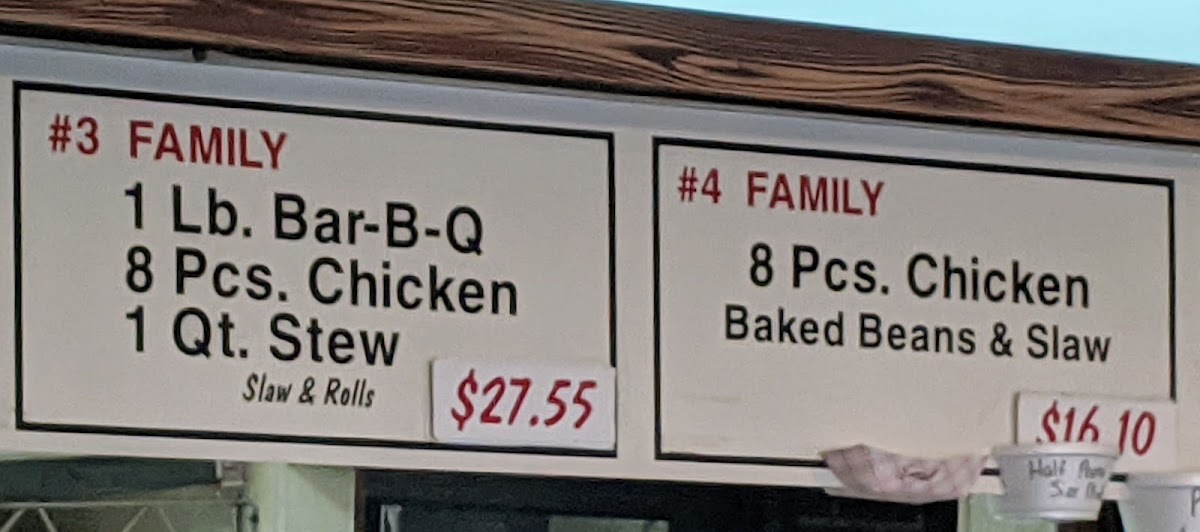 #3 FAMILY
1 Lb. Bar-B-Q
8 Pcs. Chicken
1 Qt. Stew
Slaw & Rolls
$27.55
#4 FAMILY
8 Pcs. Chicken
Baked Beans & Slaw
$16.10
Half